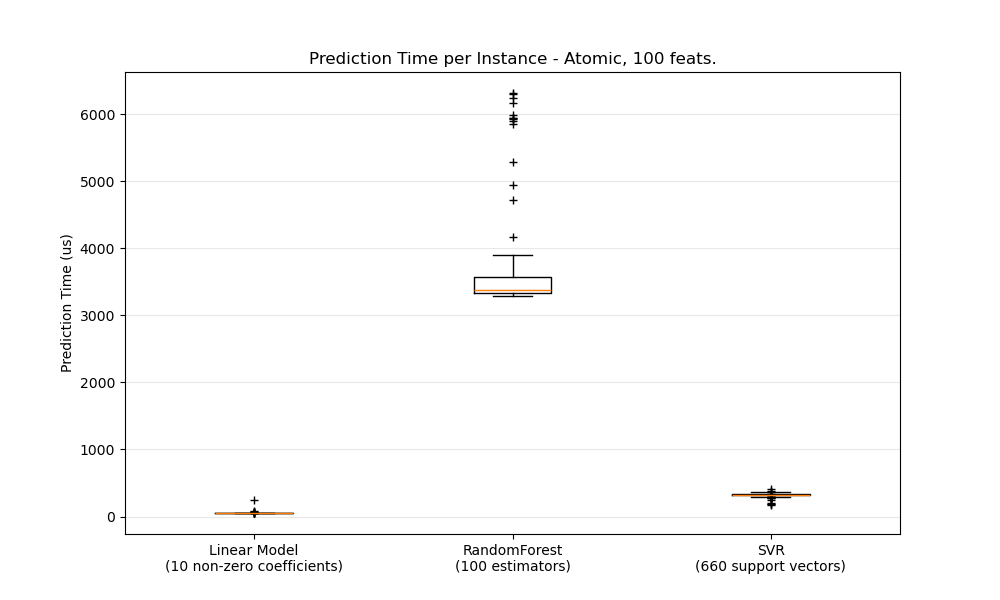 Prediction Time per Instance - Atomic, 100 feats.
Prediction Time (us)
6000
5000
4000
3000
2000
1000
0
Linear Model
(10 non-zero coefficients)
RandomForest
(100 estimators)
SVR
(660 support vectors)